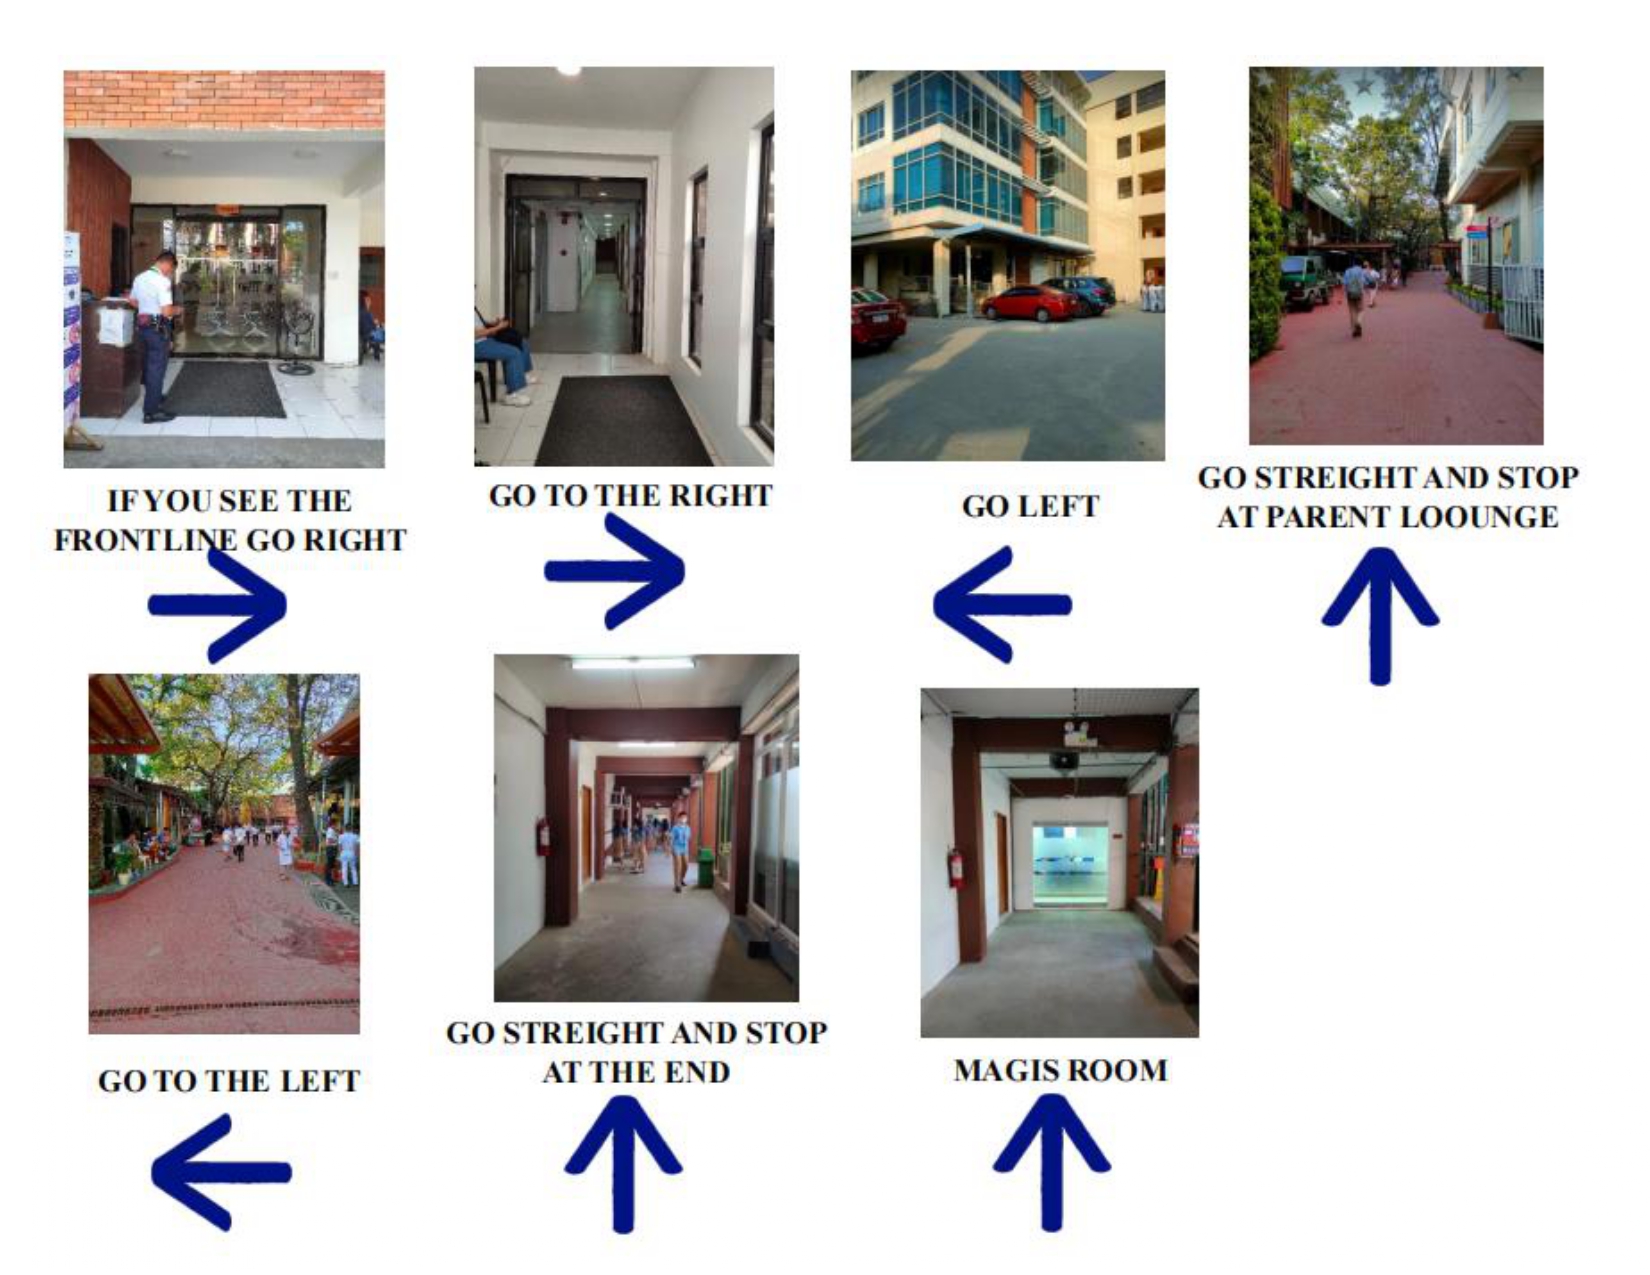 IF YOU SEE THE
FRONTLINE GO RIGHT
GO TO THE RIGHT
GO LEFT
GO STREIGHT AND STOP
AT PARENT LOOUNGE
GO TO THE LEFT
GO STREIGHT AND STOP
AT THE END
MAGIS ROOM